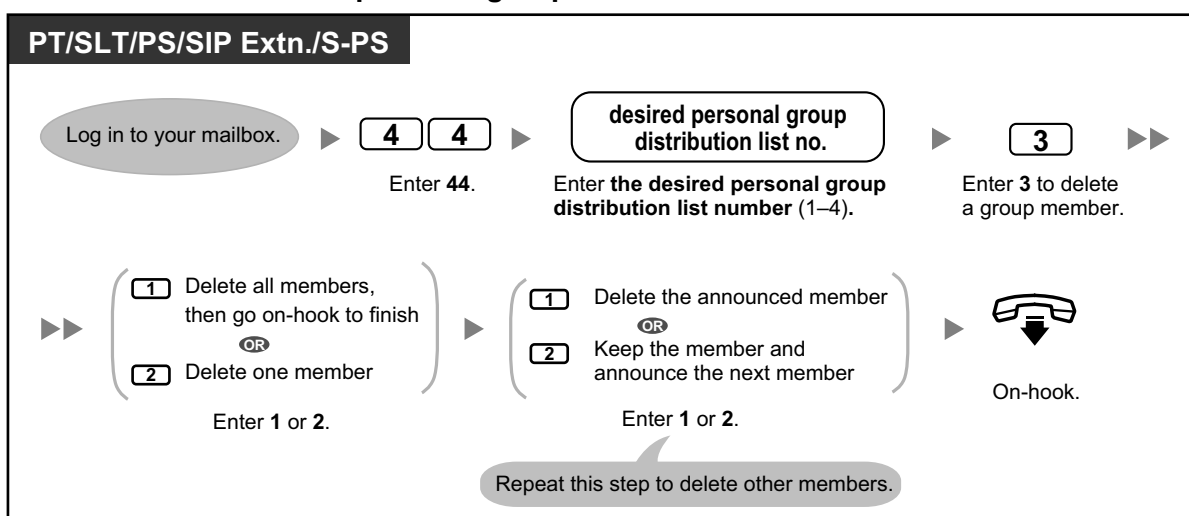 PT/SLT/PS/SIP Extn./S-PS
Log in to your mailbox.
4 4
Enter 44.
desired personal group
distribution list no.
Enter the desired personal group
distribution list number (1–4).
3
Enter 3 to delete
a group member.
1 Delete all members,
then go on-hook to finish
OR
2 Delete one member
Enter 1 or 2.
1 Delete the announced member
OR
2 Keep the member and
announce the next member
Enter 1 or 2.
Repeat this step to delete other members.
On-hook.